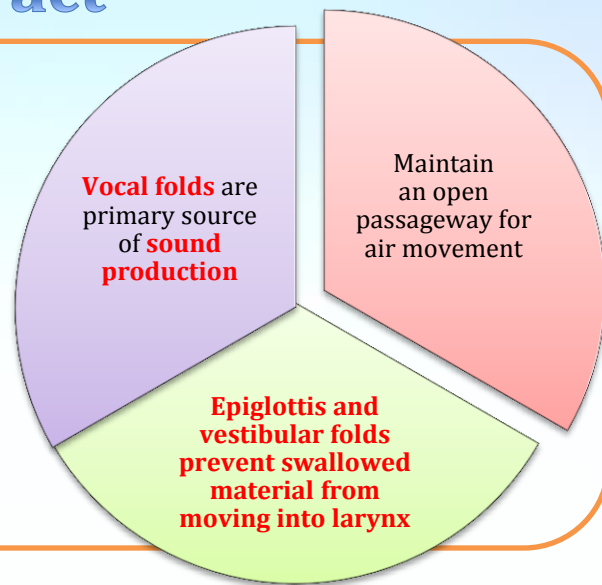 Vocal folds are
primary source
of sound
production
Maintain
an open
passageway for
air movement
Epiglottis and
vestibular folds
prevent swallowed
material from
moving into larynx